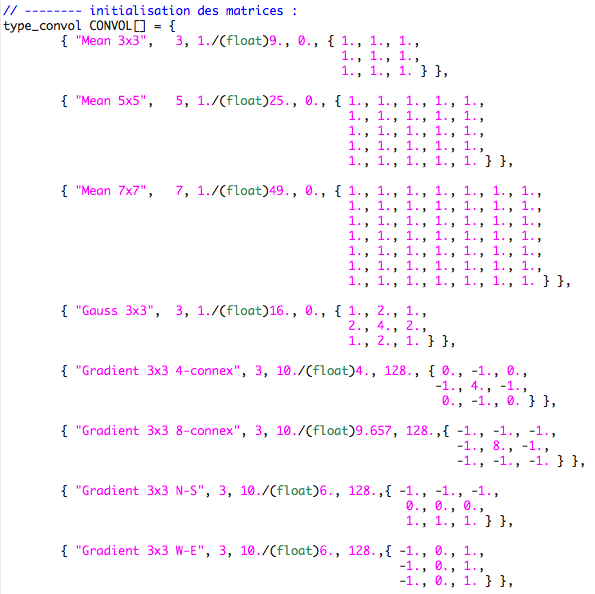 // -------- initialisation des matrices :
type_convol CONVOL[] = {
{ "Mean 3x3", 3, 1./(float)9., 0., { 1., 1., 1.,
1., 1., 1.,
1., 1., 1. } },
{ "Mean 5x5", 5, 1./(float)25., 0., { 1., 1., 1., 1., 1.,
1., 1., 1., 1., 1.,
1., 1., 1., 1., 1.,
1., 1., 1., 1., 1.,
1., 1., 1., 1., 1. } },
{ "Mean 7x7", 7, 1./(float)49., 0., { 1., 1., 1., 1., 1., 1., 1.,
1., 1., 1., 1., 1., 1., 1.,
1., 1., 1., 1., 1., 1., 1.,
1., 1., 1., 1., 1., 1., 1.,
1., 1., 1., 1., 1., 1., 1.,
1., 1., 1., 1., 1., 1., 1.,
1., 1., 1., 1., 1., 1., 1. } },
{ "Gauss 3x3", 3, 1./(float)16., 0., { 1., 2., 1.,
2., 4., 2.,
1., 2., 1. } },
{ "Gradient 3x3 4-connex", 3, 10./(float)4., 128., { 0., -1., 0.,
-1., 4., -1.,
0., -1., 0. } },
{ "Gradient 3x3 8-connex", 3, 10./(float)9.657, 128.,{ -1., -1., -1.,
-1., 8., -1.,
-1., -1., -1. } },
{ "Gradient 3x3 N-S", 3, 10./(float)6., 128.,{ -1., -1., -1.,
0., 0., 0.,
1., 1., 1. } },
{ "Gradient 3x3 W-E", 3, 10./(float)6., 128.,{ -1., 0., 1.,
-1., 0., 1.,
-1., 0., 1. } },